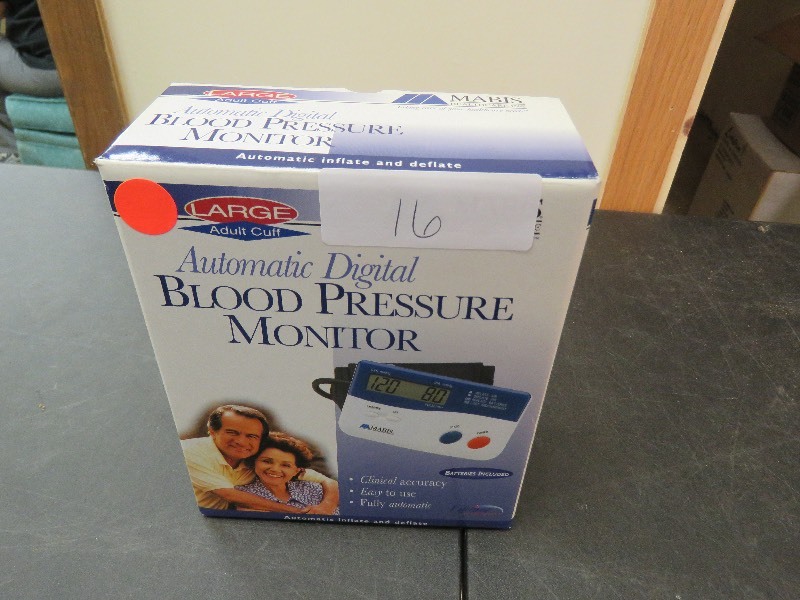 LARGE
Adult Cuff
MABIS
HEALTHCARE
Automatic Digital
BLOOD PRESSURE
MONITOR
Automatic inflate and deflate
LARGE
Adult Cuff
16
Automatic Digital
BLOOD PRESSURE
MONITOR
120 80
MABIS
BATTERIES INCLUDED
• Clinical accuracy
• Easy to use
• Fully automatic
Automatic inflate and deflate